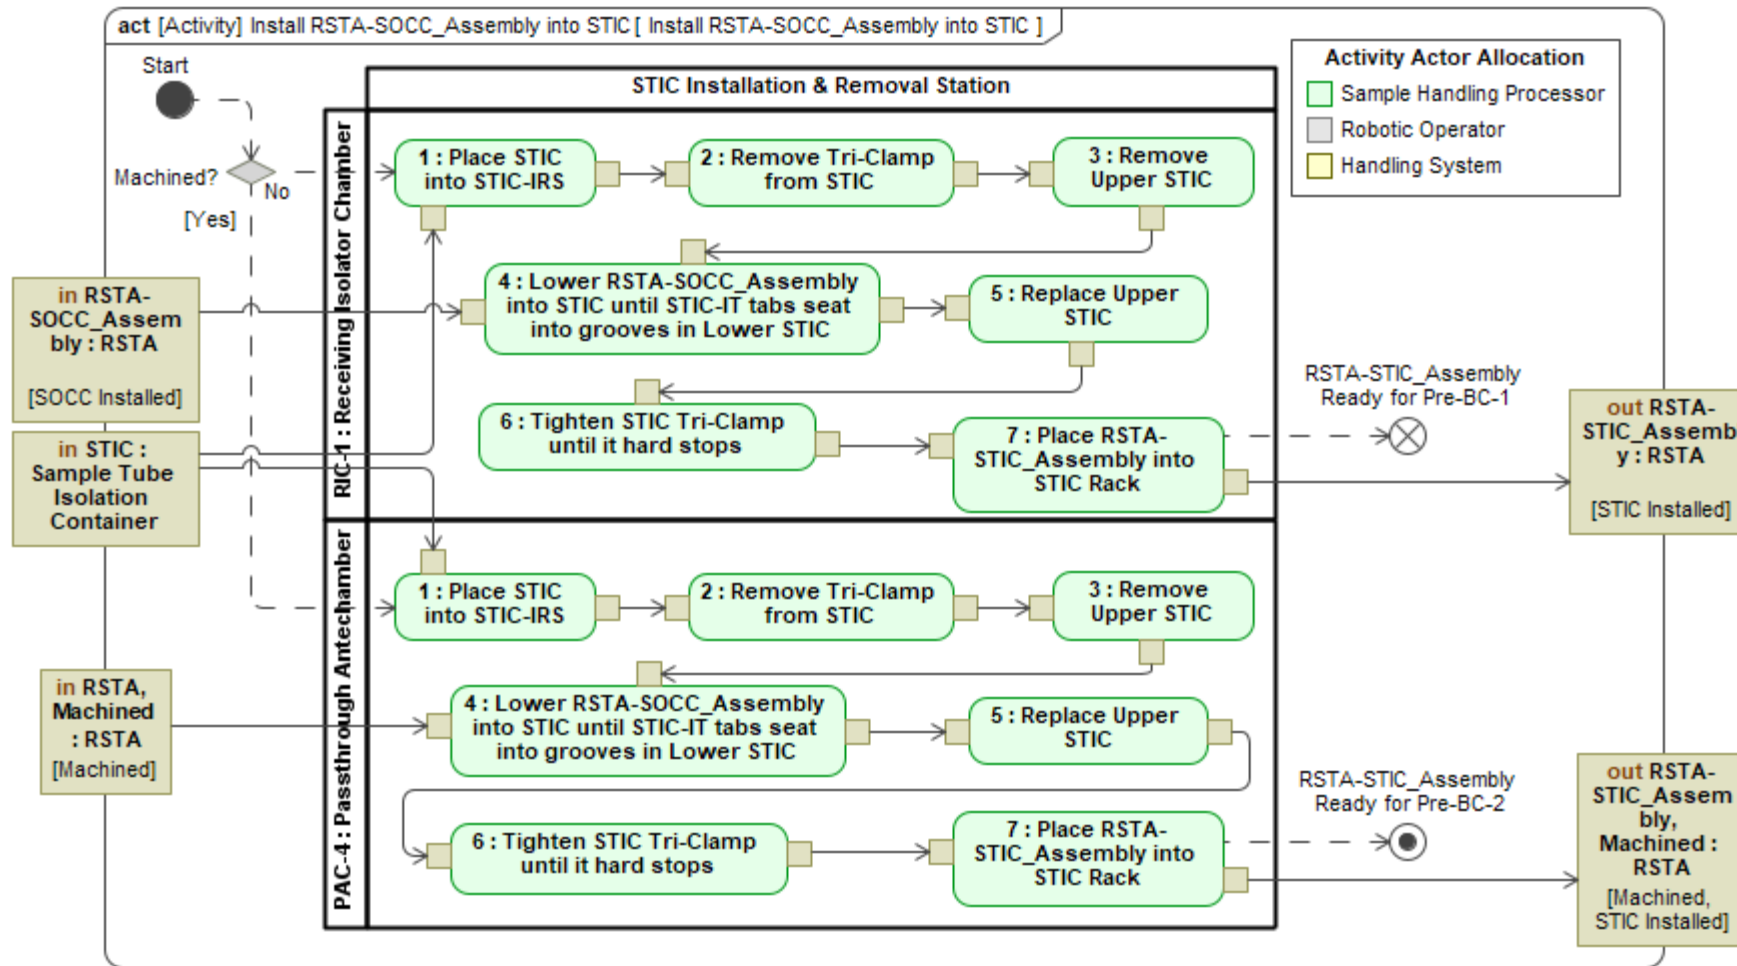 act [Activity] Install RSTA-SOCC_Assembly into STIC [ Install RSTA-SOCC_Assembly into STIC ]
Start
Machined?
No
[Yes]
STIC Installation & Removal Station
Activity Actor Allocation
Sample Handling Processor
Robotic Operator
Handling System
RIC-1 : Receiving Isolator Chamber
1 : Place STIC
into STIC-IRS
2 : Remove Tri-Clamp
from STIC
3 : Remove
Upper STIC
in RSTA-
SOCC_Assem
bly : RSTA
[SOCC Installed]
4 : Lower RSTA-SOCC_Assembly
into STIC until STIC-IT tabs seat
into grooves in Lower STIC
5 : Replace Upper
STIC
in STIC :
Sample Tube
Isolation
Container
6 : Tighten STIC Tri-Clamp
until it hard stops
7 : Place RSTA-
STIC_Assembly into
STIC Rack
RSTA-STIC_Assembly
Ready for Pre-BC-1
out RSTA-
STIC_Assemb
y : RSTA
[STIC Installed]
PAC-4 : Passthrough Antechamber
1 : Place STIC
into STIC-IRS
2 : Remove Tri-Clamp
from STIC
3 : Remove
Upper STIC
in RSTA,
Machined
: RSTA
[Machined]
4 : Lower RSTA-SOCC_Assembly
into STIC until STIC-IT tabs seat
into grooves in Lower STIC
5 : Replace Upper
STIC
6 : Tighten STIC Tri-Clamp
until it hard stops
7 : Place RSTA-
STIC_Assembly into
STIC Rack
RSTA-STIC_Assembly
Ready for Pre-BC-2
out RSTA-
STIC_Assem
bly,
Machined :
RSTA
[Machined,
STIC Installed]